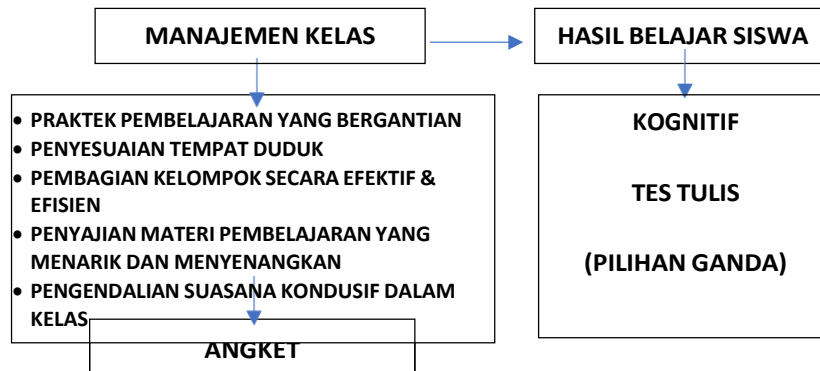 MANAJEMEN KELAS
HASIL BELAJAR SISWA
• PRAKTEK PEMBELAJARAN YANG BERGANTIAN
• PENYESUAIAN TEMPAT DUDUK
• PEMBAGIAN KELOMPOK SECARA EFEKTIF &
EFISIEN
• PENYAJIAN MATERI PEMBELAJARAN YANG
MENARIK DAN MENYENANGKAN
• PENGENDALIAN SUASANA KONDUSIF DALAM
KELAS
ANGKET
KOGNITIF
TES TULIS
(PILIHAN GANDA)